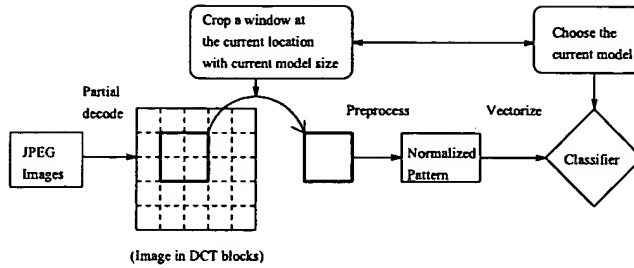 Crop a window at
the current location
with current model size
Choose the
current model
Partial
decode
Preprocess
Vectorize
JPEG
Images
Normalized
Pattern
Classifier
(Image in DCT blocks)